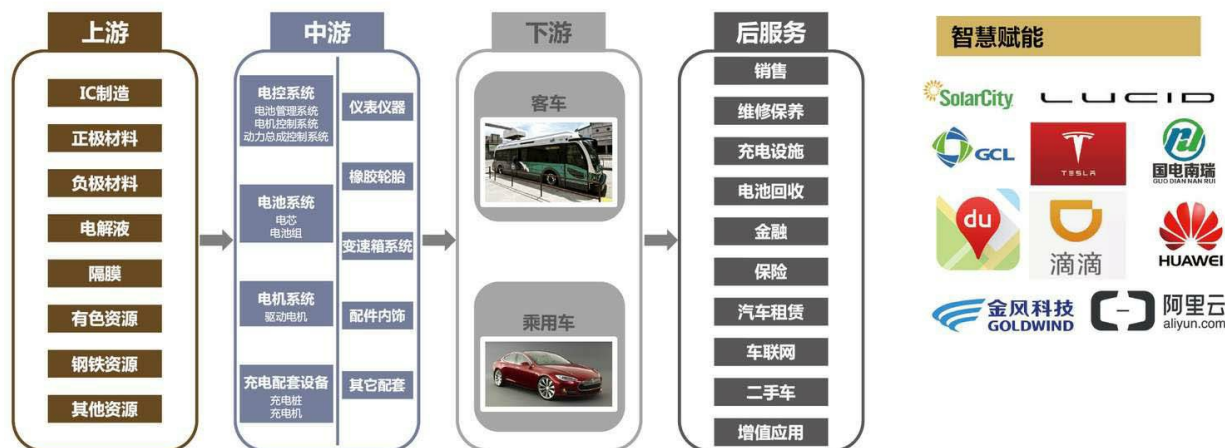 上游
IC制造
正极材料
负极材料
电解液
隔膜
有色资源
钢铁资源
其他资源
中游
电控系统
电池管理系统
电机控制系统
动力总成控制系统
电池系统
电芯
电池组
电机系统
驱动电机
充电配套设备
充电桩
充电机
仪表仪器
橡胶轮胎
变速箱系统
配件内饰
其它配套
下游
客车
乘用车
后服务
销售
维修保养
充电设施
电池回收
金融
保险
汽车租赁
车联网
二手车
增值应用
智慧赋能
SolarCity
LUCID
GCL
TESLA
国电南瑞
GUO DIAN NAN RUI
du
滴滴
HUAWEI
金风科技
GOLDWIND
阿里云
aliyun.com